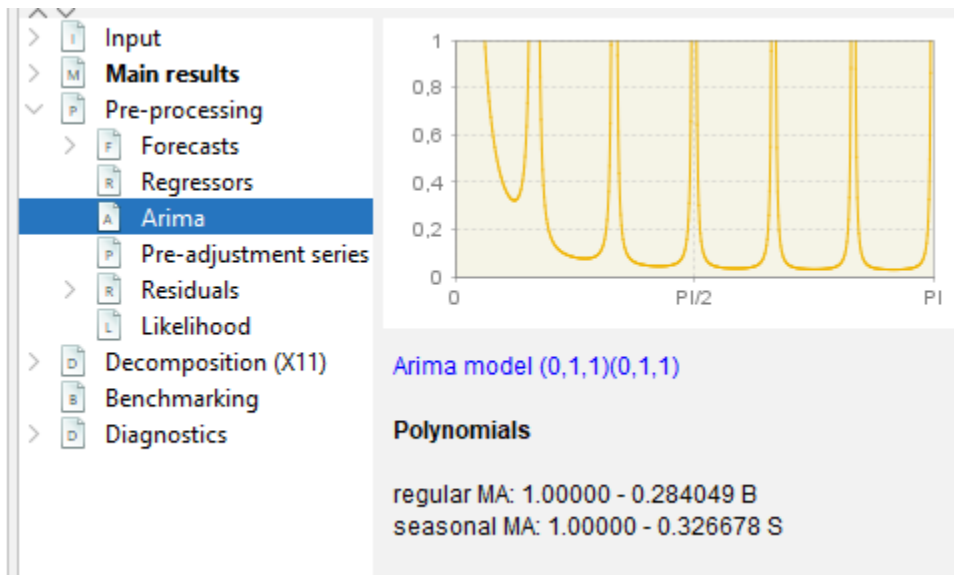 Input
Main results
Pre-processing
Forecasts
Regressors
Arima
Pre-adjustment series
Residuals
Likelihood
Decomposition (X11)
Benchmarking
Diagnostics
1
0,8
0,6
0,4
0,2
0
0 PI/2 PI
Arima model (0,1,1)(0,1,1)
Polynomials
regular MA: 1.00000 - 0.284049 B
seasonal MA: 1.00000 - 0.326678 S